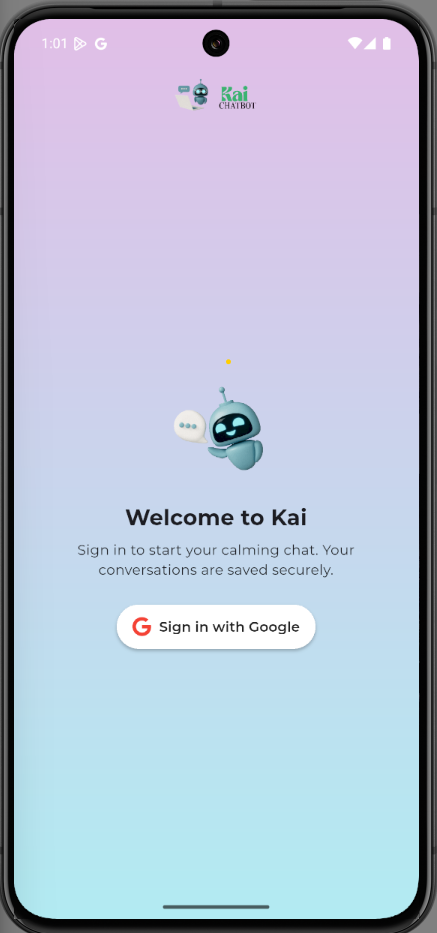 1:01
Kai
CHATBOT
Welcome to Kai
Sign in to start your calming chat. Your
conversations are saved securely.
Sign in with Google